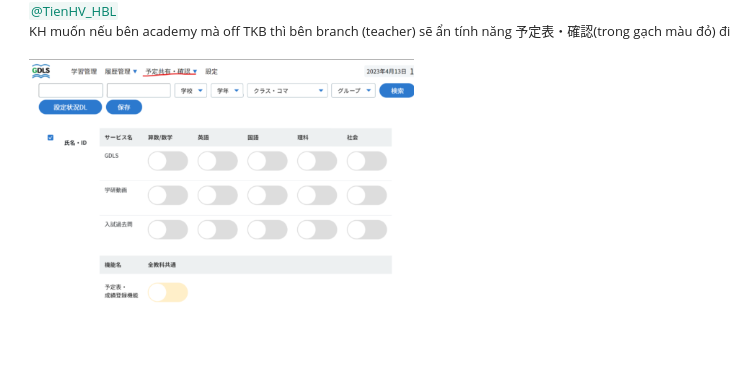 @TienHV_HBL
KH muốn nếu bên academy mà off TKB thì bên branch (teacher) sẽ ẩn tính năng 予定表・確認(trong gạch màu đỏ) đi
GDLS 学習管理 履歴管理 ▼ 予定共有・確認 ▼ 設定 2023年4月13日 1
学校 ▼ 学年 ▼ クラス・コマ ▼ グループ ▼ 検索
設定状況DL 保存
氏名・ID サービス名 算数/数学 英語 国語 理科 社会
GDLS
学研動画
入試過去問
機能名 全教科共通
予定表・
成績登録機能